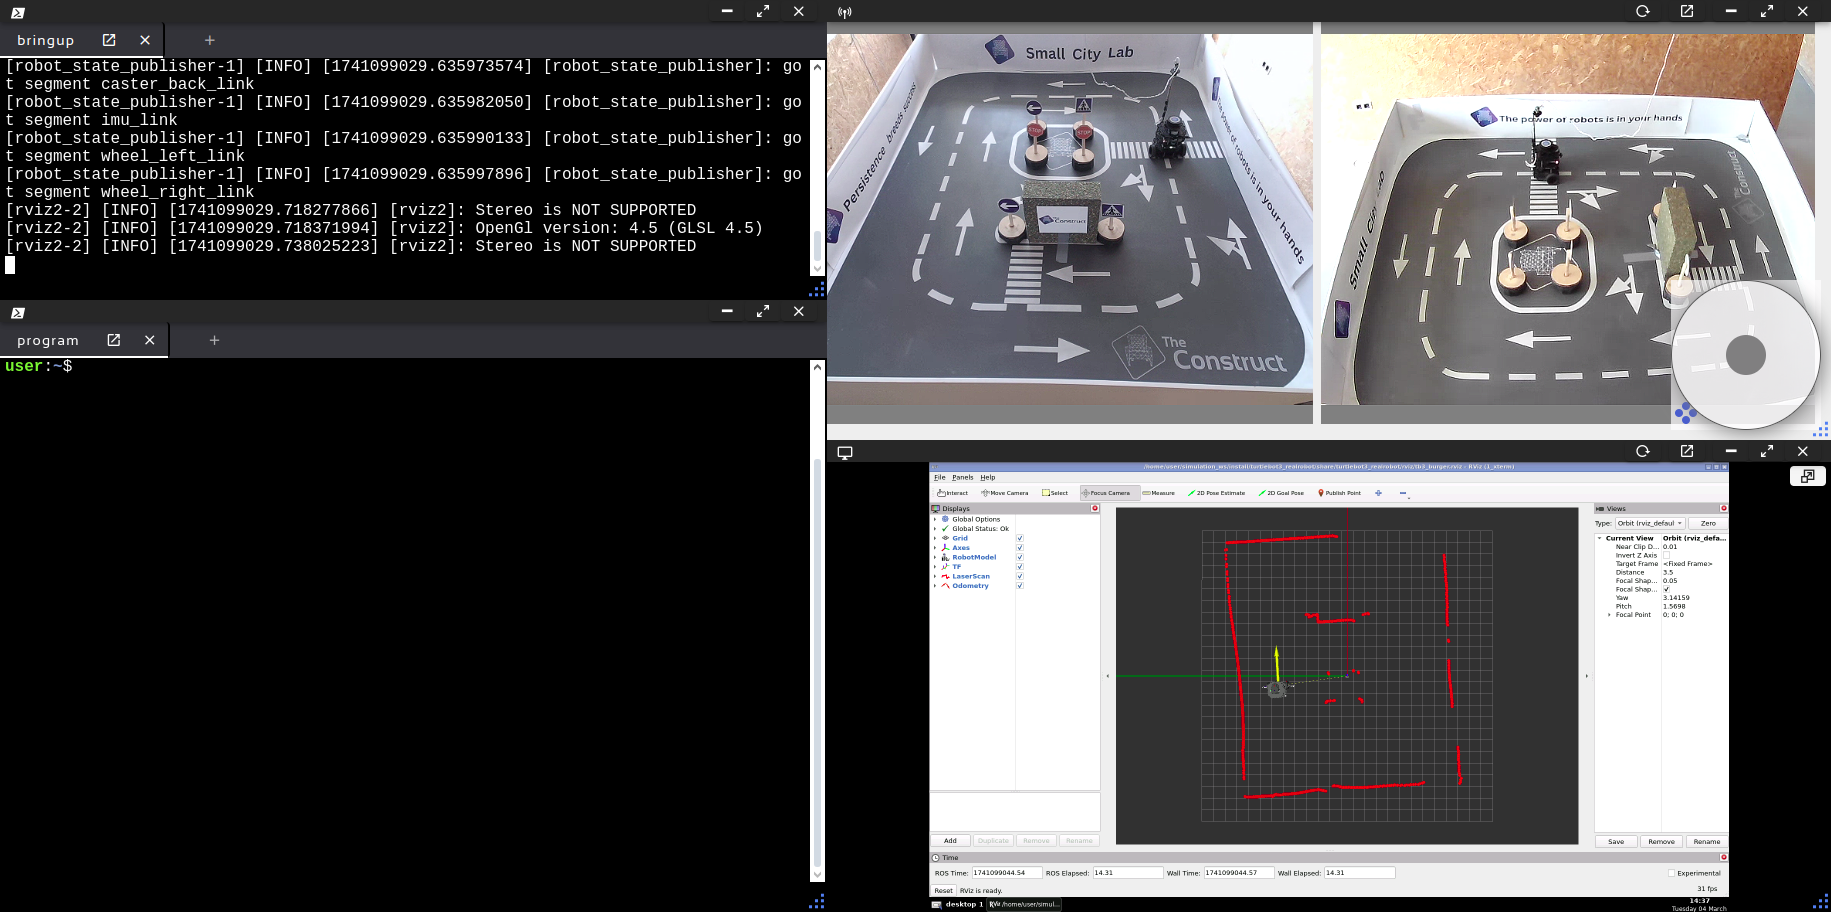 bringup
[robot_state_publisher-1] [INFO] [1741099029.635973574] [robot_state_publisher]: go
t segment caster_back_link
[robot_state_publisher-1] [INFO] [1741099029.635982050] [robot_state_publisher]: go
t segment imu_link
[robot_state_publisher-1] [INFO] [1741099029.635990133] [robot_state_publisher]: go
t segment wheel_left_link
[robot_state_publisher-1] [INFO] [1741099029.635997896] [robot_state_publisher]: go
t segment wheel_right_link
[rviz2-2] [INFO] [1741099029.718277866] [rviz2]: Stereo is NOT SUPPORTED
[rviz2-2] [INFO] [1741099029.718371994] [rviz2]: OpenGl version: 4.5 (GLSL 4.5)
[rviz2-2] [INFO] [1741099029.738025223] [rviz2]: Stereo is NOT SUPPORTED
program
user:~$
Small City Lab
Persistence breeds success
The power of robots is in your hands
STOP
STOP
The Construct
The Construct
The power of robots is in your hands
Small City Lab
The Construct
/home/user/simulation_ws/install/turtlebot3_realrobot/share/turtlebot3_realrobot/rviz/tb3_burger.rviz - RViz (1_xterm)
File Panels Help
Interact Move Camera Select Focus Camera Measure 2D Pose Estimate 2D Goal Pose Publish Point
Displays
Global Options
Global Status: Ok
Grid
Axes
RobotModel
TF
LaserScan
Odometry
Add Duplicate Remove Rename
Views
Type: Orbit (rviz_defaul Zero
Current View Orbit (rviz_defa...
Near Clip D... 0.01
Invert Z Axis
Target Frame <Fixed Frame>
Distance 3.5
Focal Shap... 0.05
Focal Shap...
Yaw 3.14159
Pitch 1.5698
Focal Point 0; 0; 0
Save Remove Rename
Time
ROS Time: 1741099044.54 ROS Elapsed: 14.31 Wall Time: 1741099044.57 Wall Elapsed: 14.31 Experimental
Reset RViz is ready. 31 fps
desktop 1 /home/user/simul...
14:37
Tuesday 04 March